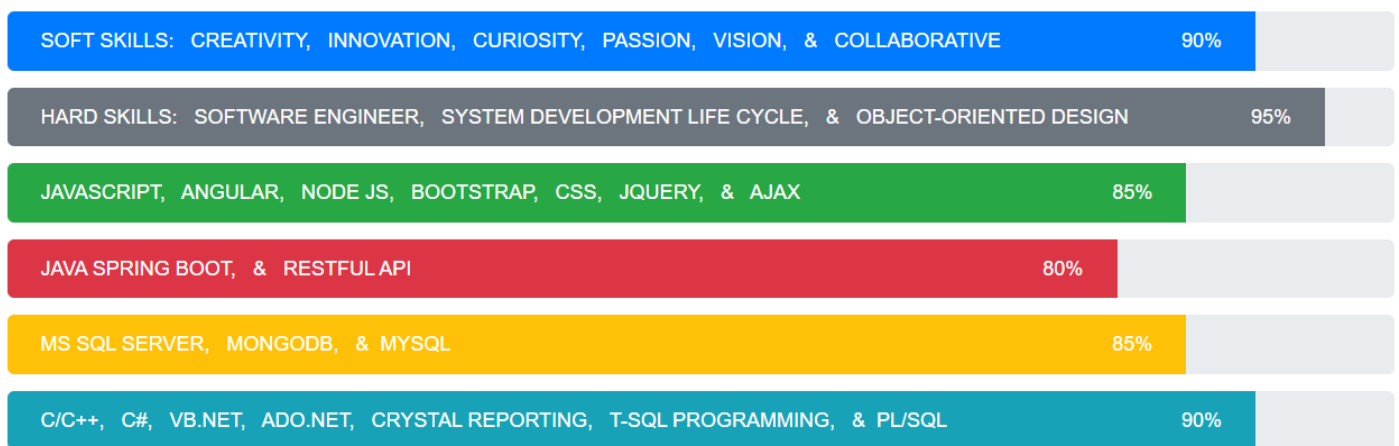 SOFT SKILLS: CREATIVITY, INNOVATION, CURIOSITY, PASSION, VISION, & COLLABORATIVE 90%
HARD SKILLS: SOFTWARE ENGINEER, SYSTEM DEVELOPMENT LIFE CYCLE, & OBJECT-ORIENTED DESIGN 95%
JAVASCRIPT, ANGULAR, NODE JS, BOOTSTRAP, CSS, JQUERY, & AJAX 85%
JAVA SPRING BOOT, & RESTFUL API 80%
MS SQL SERVER, MONGODB, & MYSQL 85%
C/C++, C#, VB.NET, ADO.NET, CRYSTAL REPORTING, T-SQL PROGRAMMING, & PL/SQL 90%